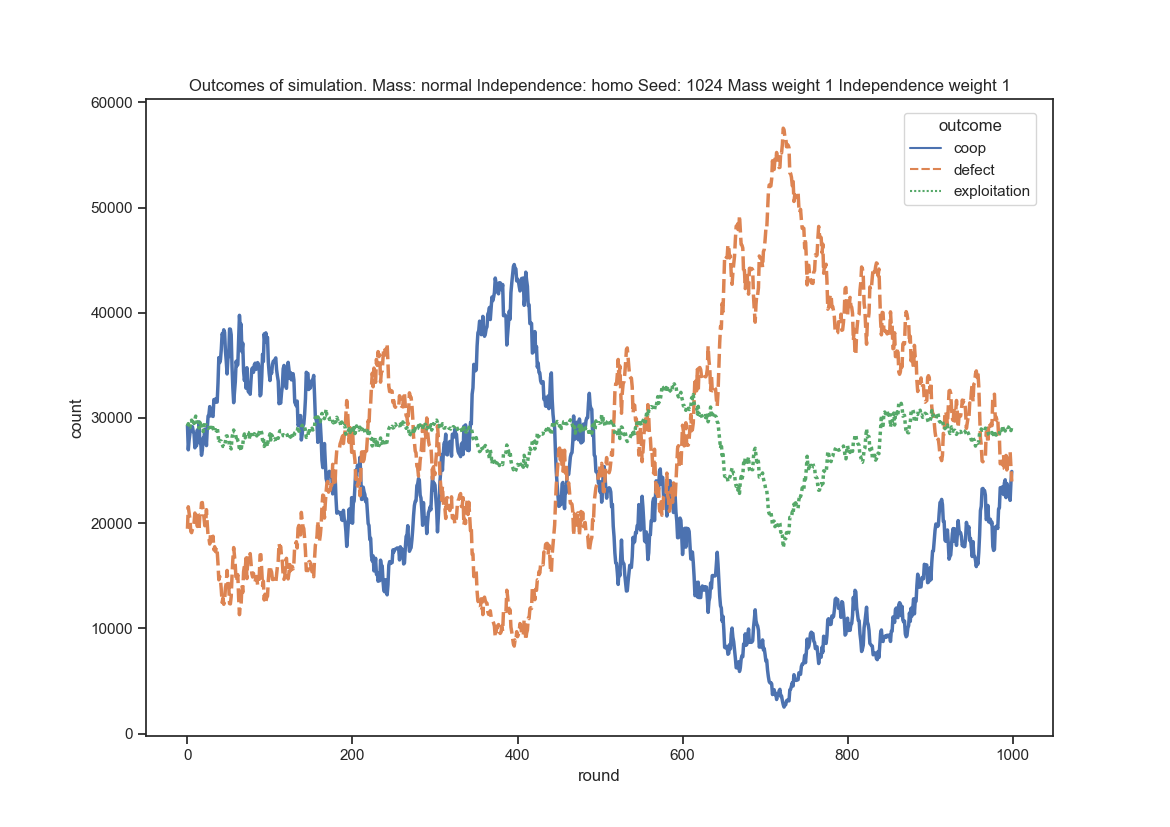 Outcomes of simulation. Mass: normal Independence: homo Seed: 1024 Mass weight 1 Independence weight 1
60000
50000
40000
30000
20000
10000
0
count
outcome
coop
defect
exploitation
0 200 400 600 800 1000
round